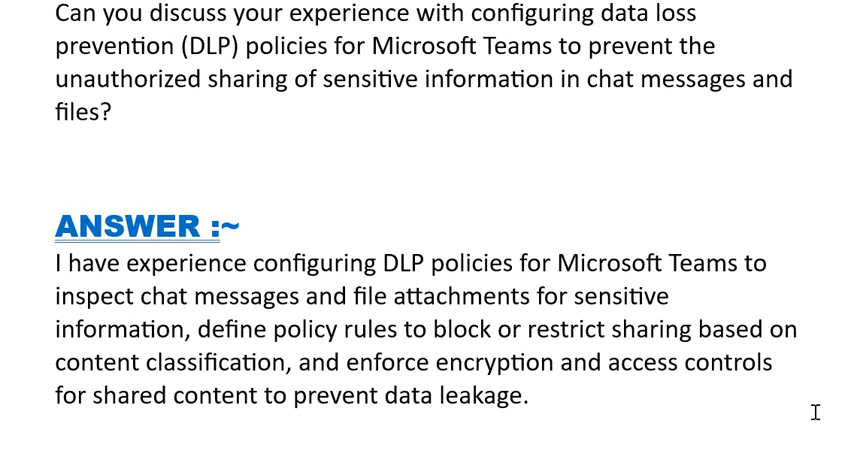 Can you discuss your experience with configuring data loss
prevention (DLP) policies for Microsoft Teams to prevent the
unauthorized sharing of sensitive information in chat messages and
files?
ANSWER :~
I have experience configuring DLP policies for Microsoft Teams to
inspect chat messages and file attachments for sensitive
information, define policy rules to block or restrict sharing based on
content classification, and enforce encryption and access controls
for shared content to prevent data leakage.